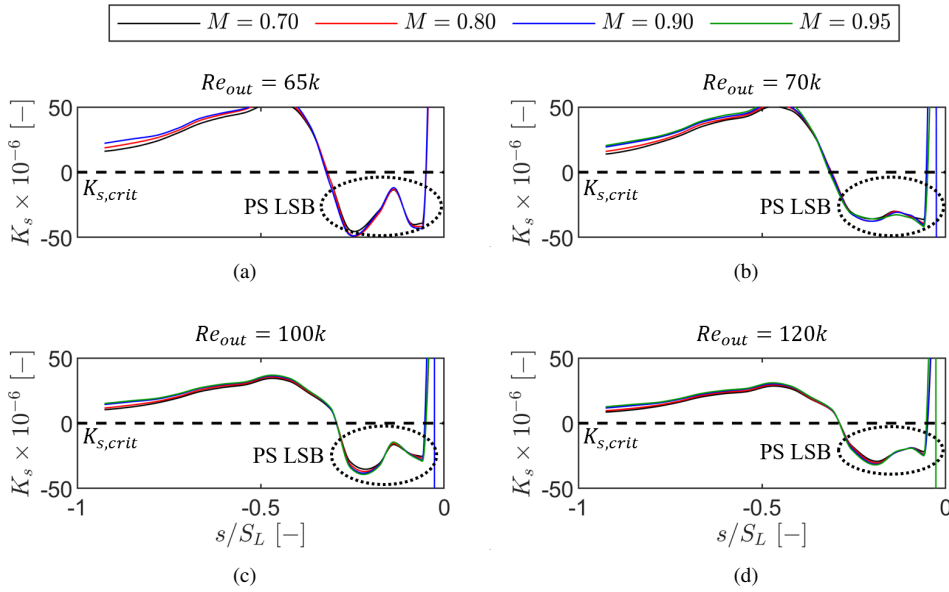 M = 0.70 M = 0.80 M = 0.90 M = 0.95
Re_out = 65k
K_s × 10^-6 [−]
50
0
-50
K_s,crit
PS LSB
(a)
Re_out = 70k
K_s × 10^-6 [−]
50
0
-50
K_s,crit
PS LSB
(b)
Re_out = 100k
K_s × 10^-6 [−]
50
0
-50
K_s,crit
PS LSB
-1 -0.5 0
s/S_L [−]
(c)
Re_out = 120k
K_s × 10^-6 [−]
50
0
-50
K_s,crit
PS LSB
-1 -0.5 0
s/S_L [−]
(d)